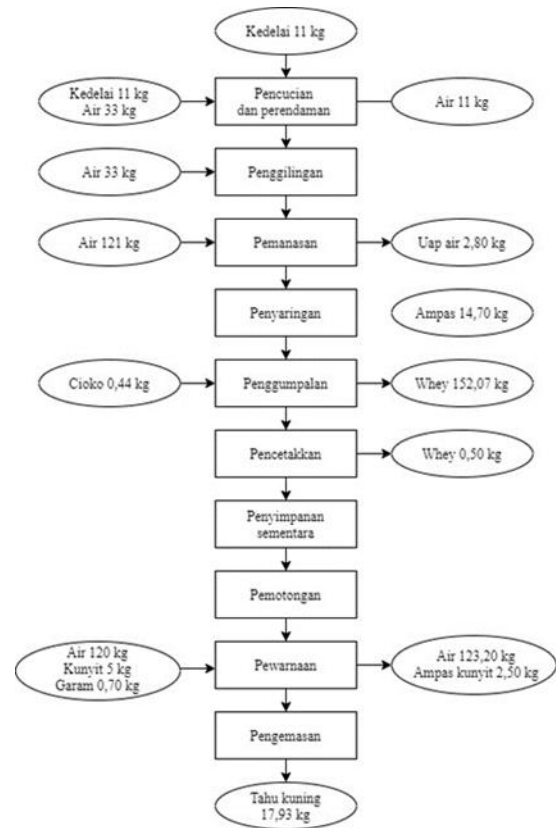 Kedelai 11 kg
Kedelai 11 kg
Air 33 kg
Pencucian
dan perendaman
Air 11 kg
Air 33 kg
Penggilingan
Air 121 kg
Pemanasan
Uap air 2,80 kg
Penyaringan
Ampas 14,70 kg
Cioko 0,44 kg
Penggumpalan
Whey 152,07 kg
Pencetakkan
Whey 0,50 kg
Penyimpanan
sementara
Pemotongan
Air 120 kg
Kunyit 5 kg
Garam 0,70 kg
Pewarnaan
Air 123,20 kg
Ampas kunyit 2,50 kg
Pengemasan
Tahu kuning
17,93 kg